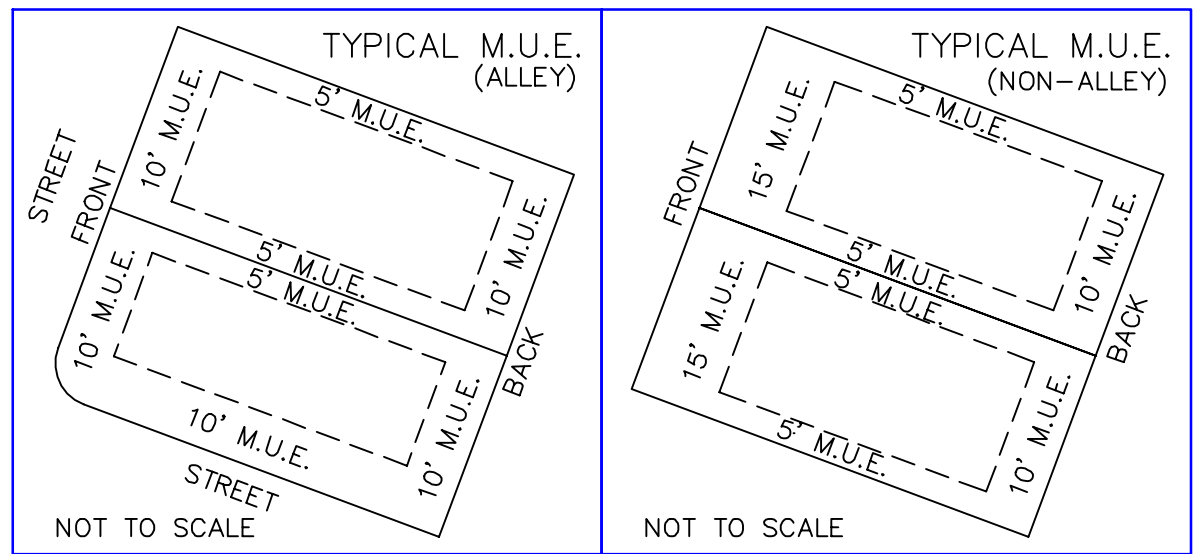 TYPICAL M.U.E.
(ALLEY)
5' M.U.E.
10' M.U.E.
STREET
FRONT
10' M.U.E.
5' M.U.E.
5' M.U.E.
10' M.U.E.
BACK
10' M.U.E.
10' M.U.E.
STREET
NOT TO SCALE
TYPICAL M.U.E.
(NON-ALLEY)
5' M.U.E.
15' M.U.E.
FRONT
10' M.U.E.
5' M.U.E.
5' M.U.E.
15' M.U.E.
BACK
10' M.U.E.
5' M.U.E.
NOT TO SCALE